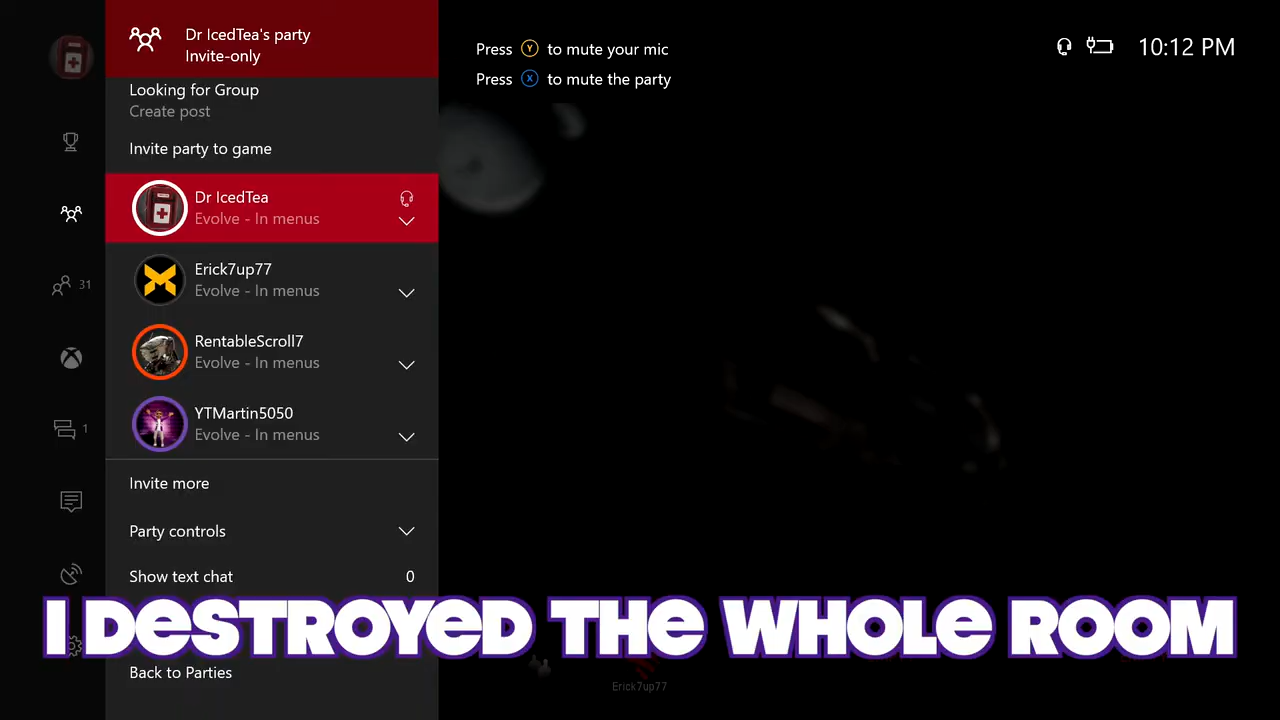 Dr IcedTea's party
Invite-only
Press Y to mute your mic
Press X to mute the party
10:12 PM
Looking for Group
Create post
Invite party to game
Dr IcedTea
Evolve - In menus
Erick7up77
Evolve - In menus
31
RentableScroll7
Evolve - In menus
YTMartin5050
Evolve - In menus
1
Invite more
Party controls
Show text chat 0
I DESTROYED THE WHOLE ROOM
Back to Parties
Erick7up77